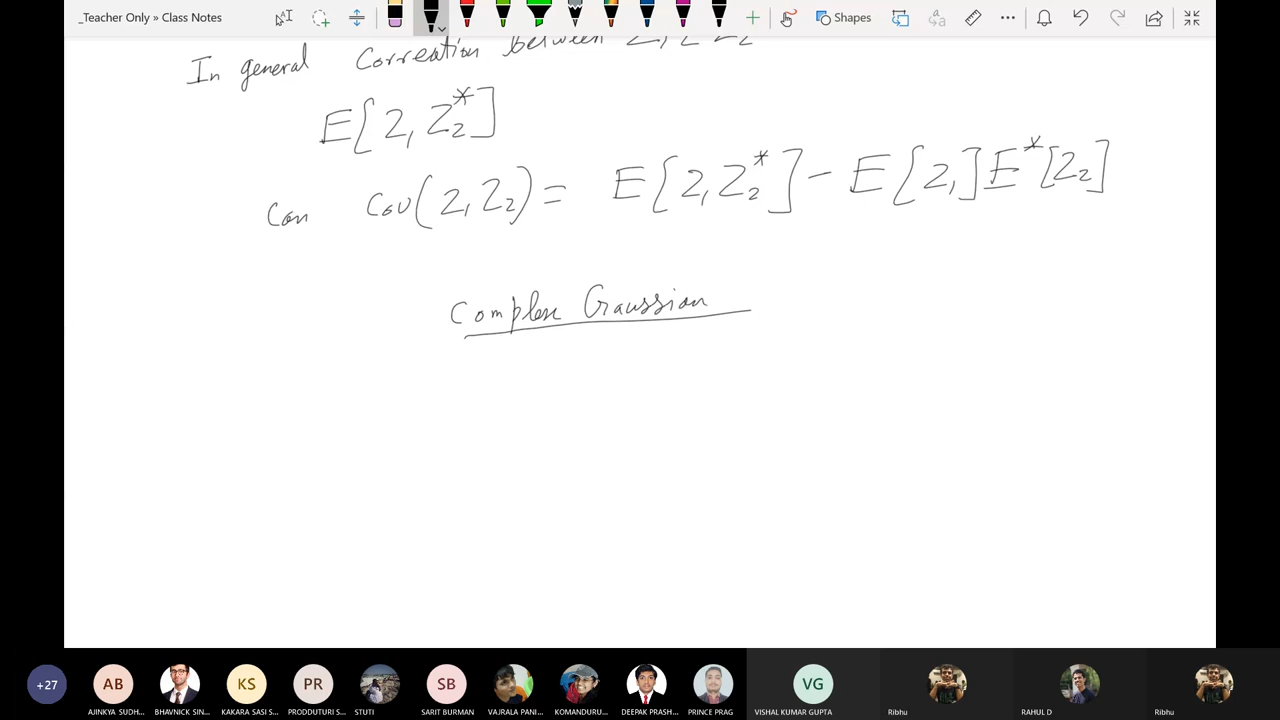 _Teacher Only » Class Notes
Shapes
In general Correation between Z1, & Z2
E[Z1 Z2*]
Con Cov(Z1 Z2) = E[Z1 Z2*] - E[Z1] E*[Z2]
Complex Gaussian
+27
AB
KS
PR
SB
VG
AJINKYA SUDH...
BHAVNICK SIN...
KAKARA SASI S...
PRODDUTURI S...
STUTI
SARIT BURMAN
VAJRALA PANI...
KOMANDURU...
DEEPAK PRASH...
PRINCE PRAG
VISHAL KUMAR GUPTA
Ribhu
RAHUL D
Ribhu